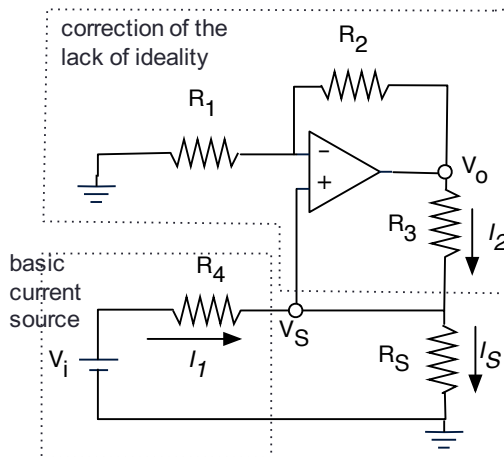 correction of the
lack of ideality
R2
R1
−
+
Vo
R3
I2
basic
current
source
R4
VS
Vi
I1
RS
IS